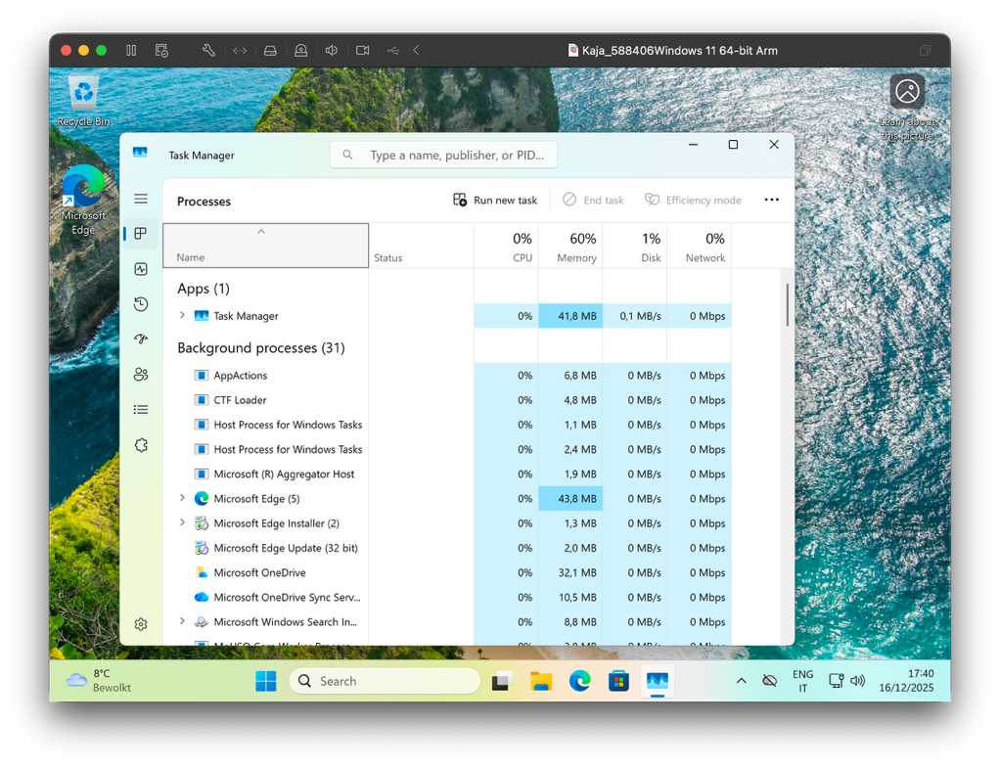 Kaja_588406Windows 11 64-bit Arm
Recycle Bin
Learn about
this picture
Microsoft
Edge
Task Manager
Type a name, publisher, or PID...
Processes
Run new task
End task
Efficiency mode
0% 60% 1% 0%
Name Status CPU Memory Disk Network
Apps (1)
Task Manager 0% 41,8 MB 0,1 MB/s 0 Mbps
Background processes (31)
AppActions 0% 6,8 MB 0 MB/s 0 Mbps
CTF Loader 0% 4,8 MB 0 MB/s 0 Mbps
Host Process for Windows Tasks 0% 1,1 MB 0 MB/s 0 Mbps
Host Process for Windows Tasks 0% 2,4 MB 0 MB/s 0 Mbps
Microsoft (R) Aggregator Host 0% 1,9 MB 0 MB/s 0 Mbps
Microsoft Edge (5) 0% 43,8 MB 0 MB/s 0 Mbps
Microsoft Edge Installer (2) 0% 1,3 MB 0 MB/s 0 Mbps
Microsoft Edge Update (32 bit) 0% 2,0 MB 0 MB/s 0 Mbps
Microsoft OneDrive 0% 32,1 MB 0 MB/s 0 Mbps
Microsoft OneDrive Sync Serv... 0% 10,5 MB 0 MB/s 0 Mbps
Microsoft Windows Search In... 0% 8,8 MB 0 MB/s 0 Mbps
8°C
Bewolkt
Search
ENG
IT
17:40
16/12/2025